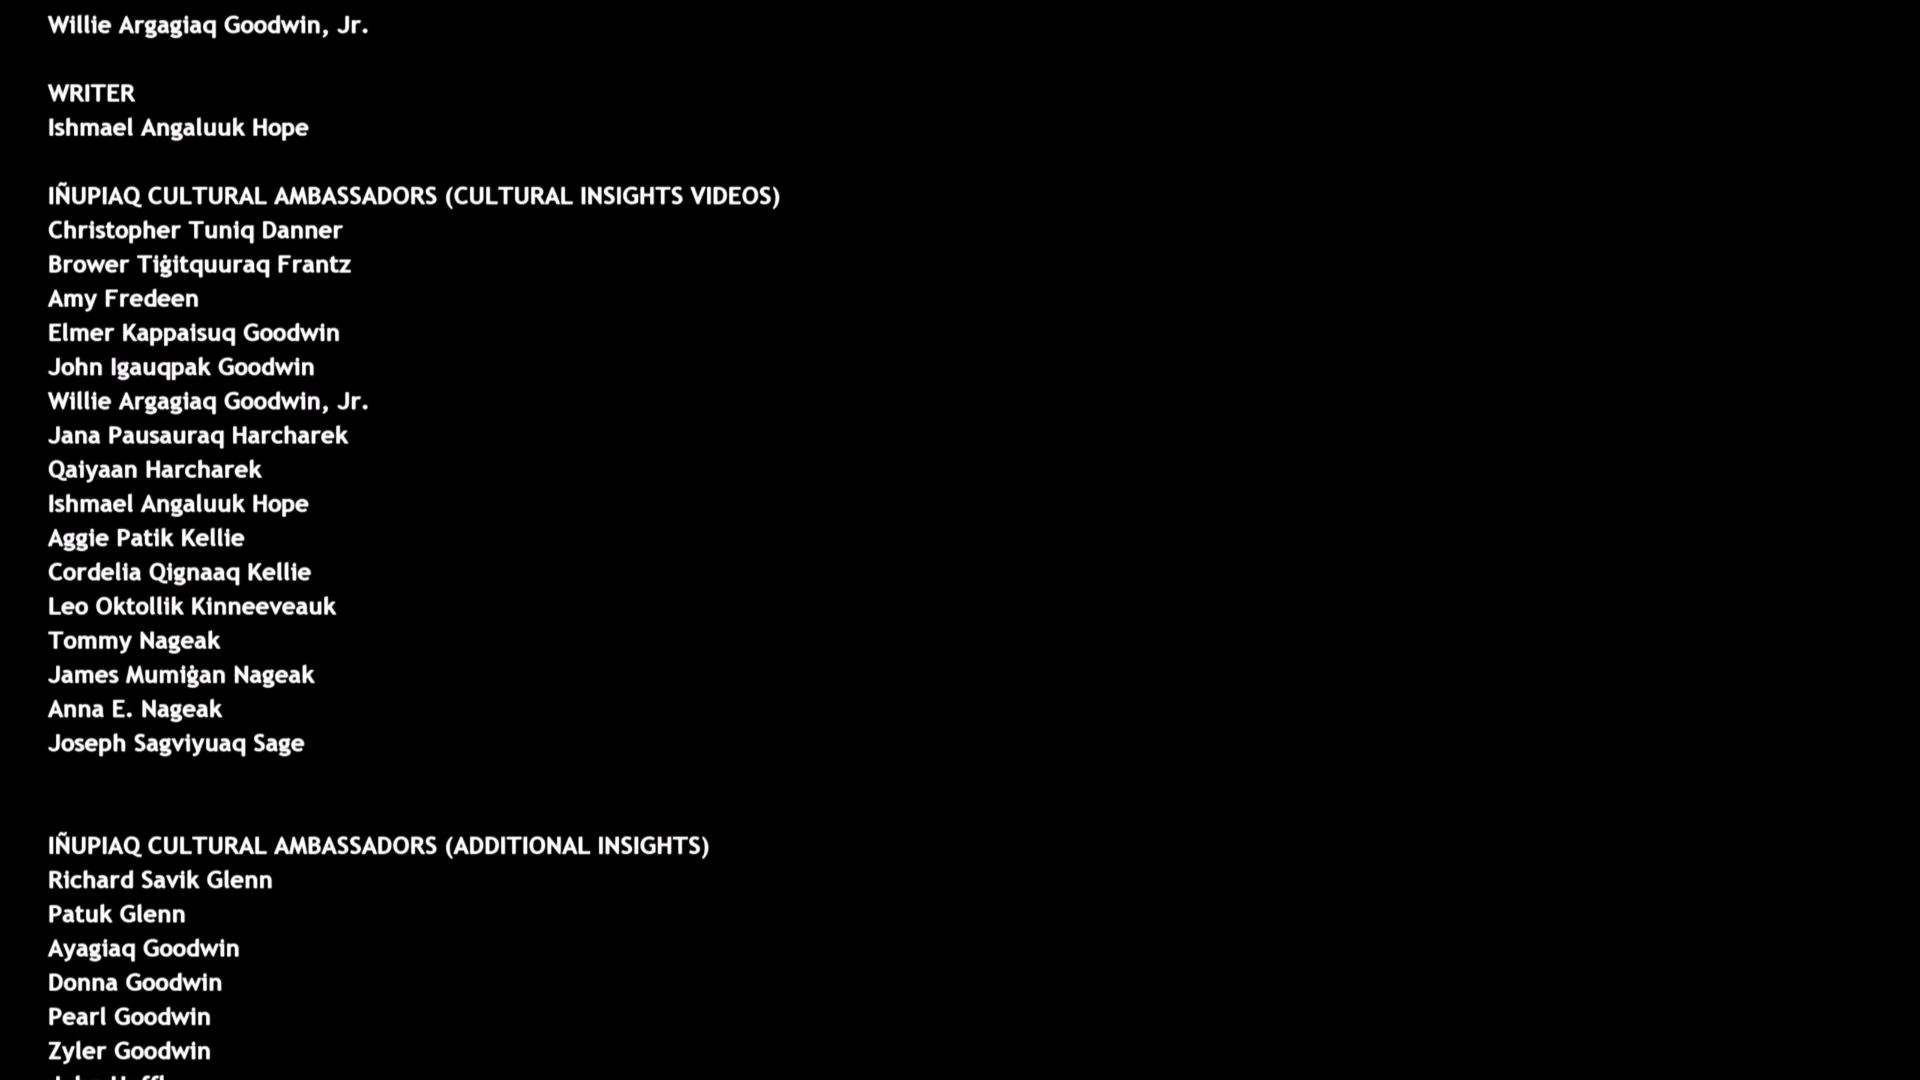 Willie Argagiaq Goodwin, Jr.
WRITER
Ishmael Angaluuk Hope
IÑUPIAQ CULTURAL AMBASSADORS (CULTURAL INSIGHTS VIDEOS)
Christopher Tuniq Danner
Brower Tiġitquuraq Frantz
Amy Fredeen
Elmer Kappaisuq Goodwin
John Igauqpak Goodwin
Willie Argagiaq Goodwin, Jr.
Jana Pausauraq Harcharek
Qaiyaan Harcharek
Ishmael Angaluuk Hope
Aggie Patik Kellie
Cordelia Qignaaq Kellie
Leo Oktollik Kinneeveauk
Tommy Nageak
James Mumiġan Nageak
Anna E. Nageak
Joseph Sagviyuaq Sage
IÑUPIAQ CULTURAL AMBASSADORS (ADDITIONAL INSIGHTS)
Richard Savik Glenn
Patuk Glenn
Ayagiaq Goodwin
Donna Goodwin
Pearl Goodwin
Zyler Goodwin